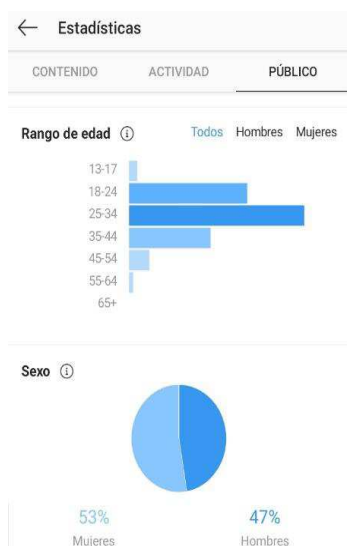 Estadísticas
CONTENIDO ACTIVIDAD PÚBLICO
Rango de edad Todos Hombres Mujeres
13-17
18-24
25-34
35-44
45-54
55-64
65+
Sexo
53% 47%
Mujeres Hombres